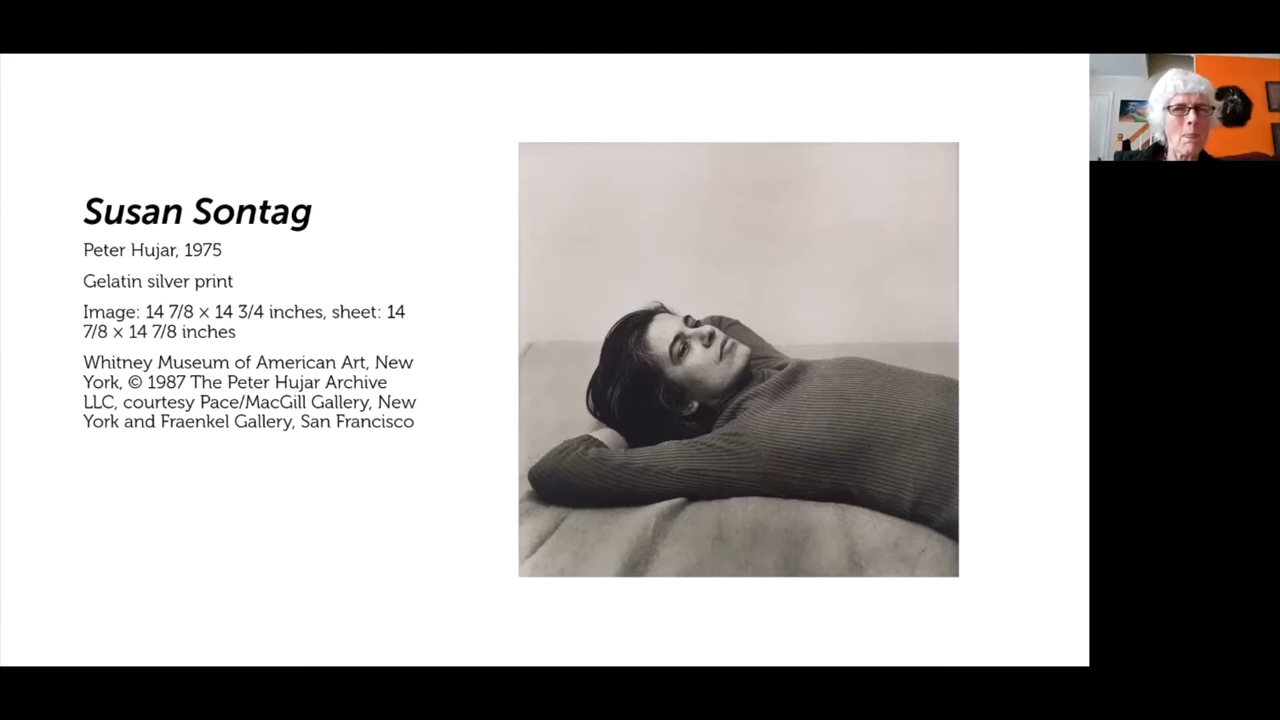 Susan Sontag
Peter Hujar, 1975
Gelatin silver print
Image: 14 7/8 × 14 3/4 inches, sheet: 14
7/8 × 14 7/8 inches
Whitney Museum of American Art, New
York, © 1987 The Peter Hujar Archive
LLC, courtesy Pace/MacGill Gallery, New
York and Fraenkel Gallery, San Francisco